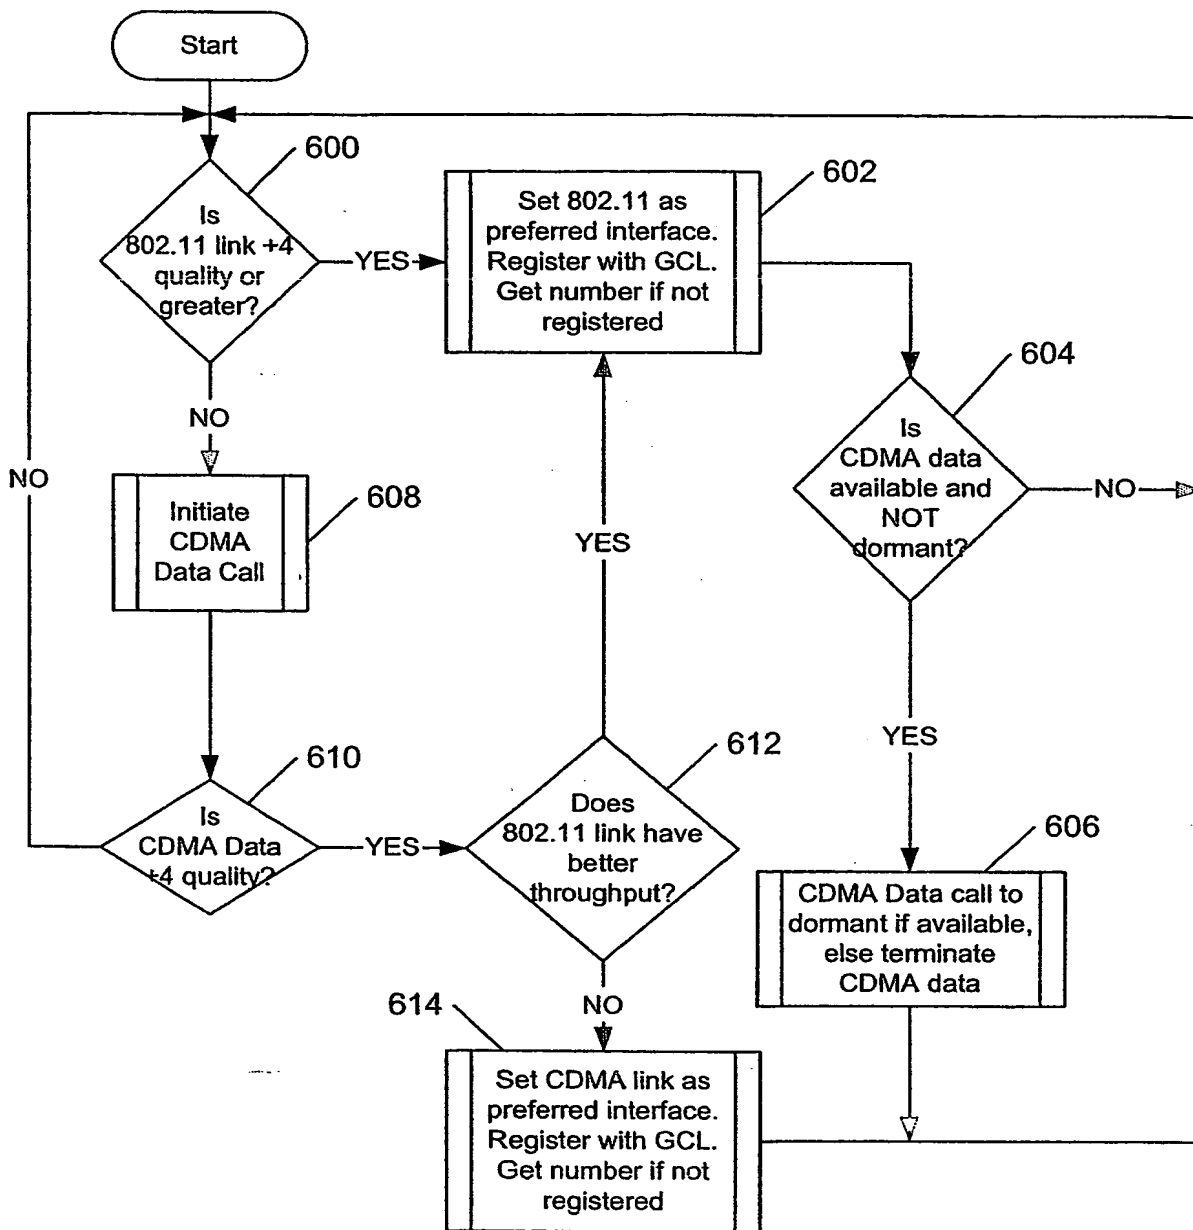 Start
600
Is
802.11 link +4
quality or
greater?
YES
602
Set 802.11 as
preferred interface.
Register with GCL.
Get number if not
registered
604
Is
CDMA data
available and
NOT
dormant?
NO
NO
NO
608
Initiate
CDMA
Data Call
YES
YES
610
Is
CDMA Data
+4 quality?
YES
612
Does
802.11 link have
better
throughput?
606
CDMA Data call to
dormant if available,
else terminate
CDMA data
NO
614
Set CDMA link as
preferred interface.
Register with GCL.
Get number if not
registered